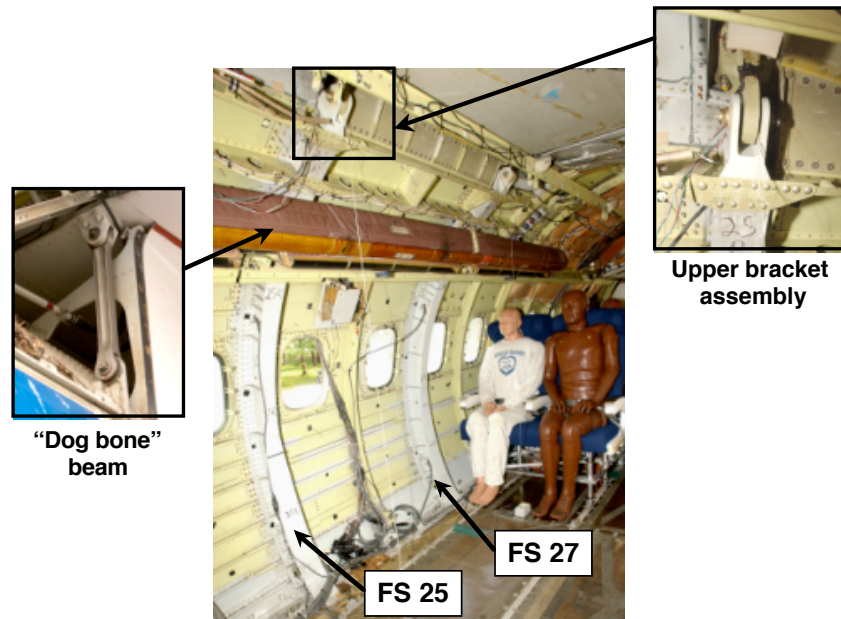 Upper bracket
assembly
25
“Dog bone”
beam
FS 27
FS 25